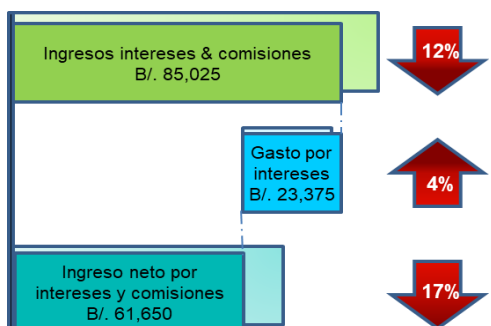 Ingresos intereses & comisiones
B/. 85,025
12%
Gasto por
intereses
B/. 23,375
4%
Ingreso neto por
intereses y comisiones
B/. 61,650
17%